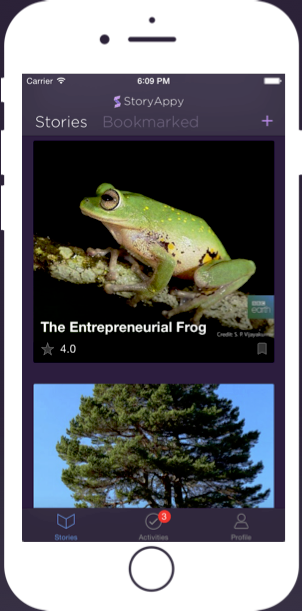 Carrier 6:09 PM
StoryAppy
Stories Bookmarked +
BBC
earth
The Entrepreneurial Frog
Credit: S P Vijayakumar
4.0
3
Stories Activities Profile